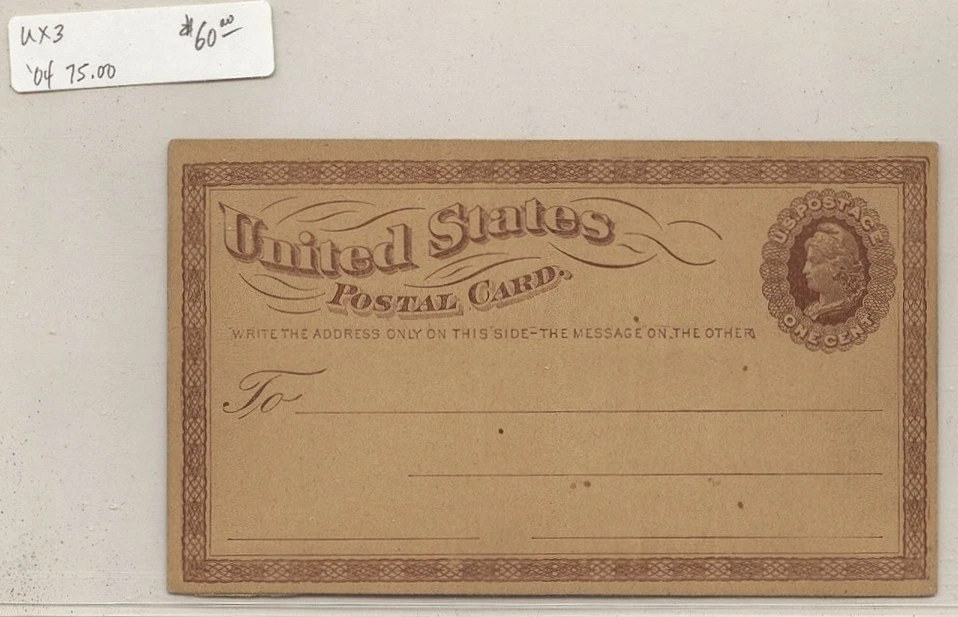 UX3 $60.00
'04 75.00
United States
POSTAL CARD.
WRITE THE ADDRESS ONLY ON THIS SIDE-THE MESSAGE ON THE OTHER
U.S. POSTAGE
ONE CENT
To